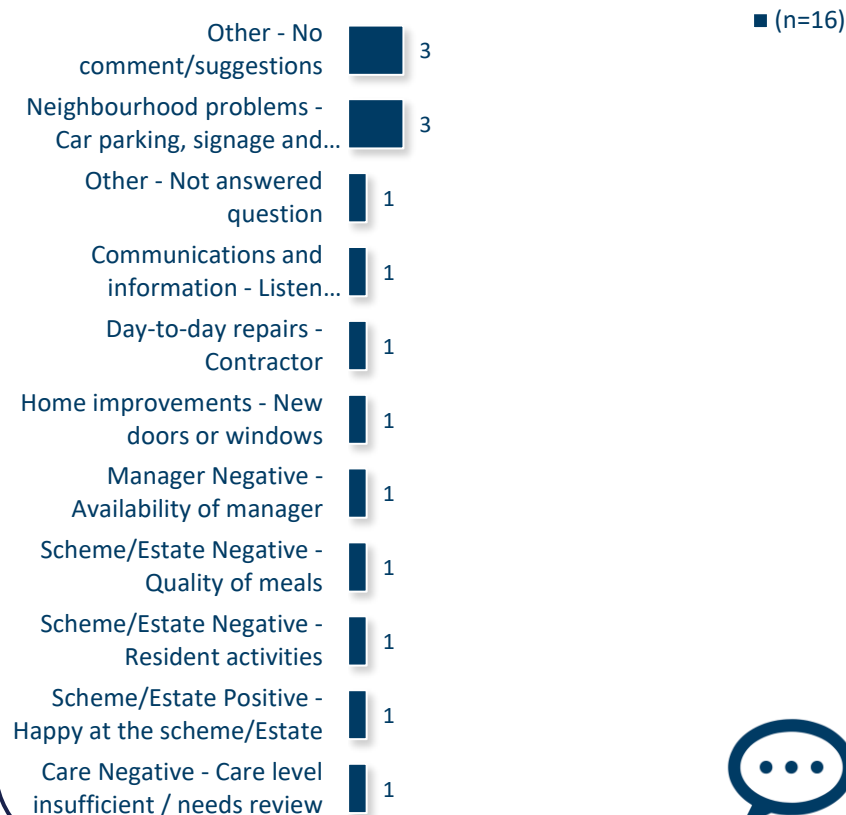 (n=16)
Other - No
comment/suggestions
3
Neighbourhood problems -
Car parking, signage and...
3
Other - Not answered
question
1
Communications and
information - Listen...
1
Day-to-day repairs -
Contractor
1
Home improvements - New
doors or windows
1
Manager Negative -
Availability of manager
1
Scheme/Estate Negative -
Quality of meals
1
Scheme/Estate Negative -
Resident activities
1
Scheme/Estate Positive -
Happy at the scheme/Estate
1
Care Negative - Care level
insufficient / needs review
1